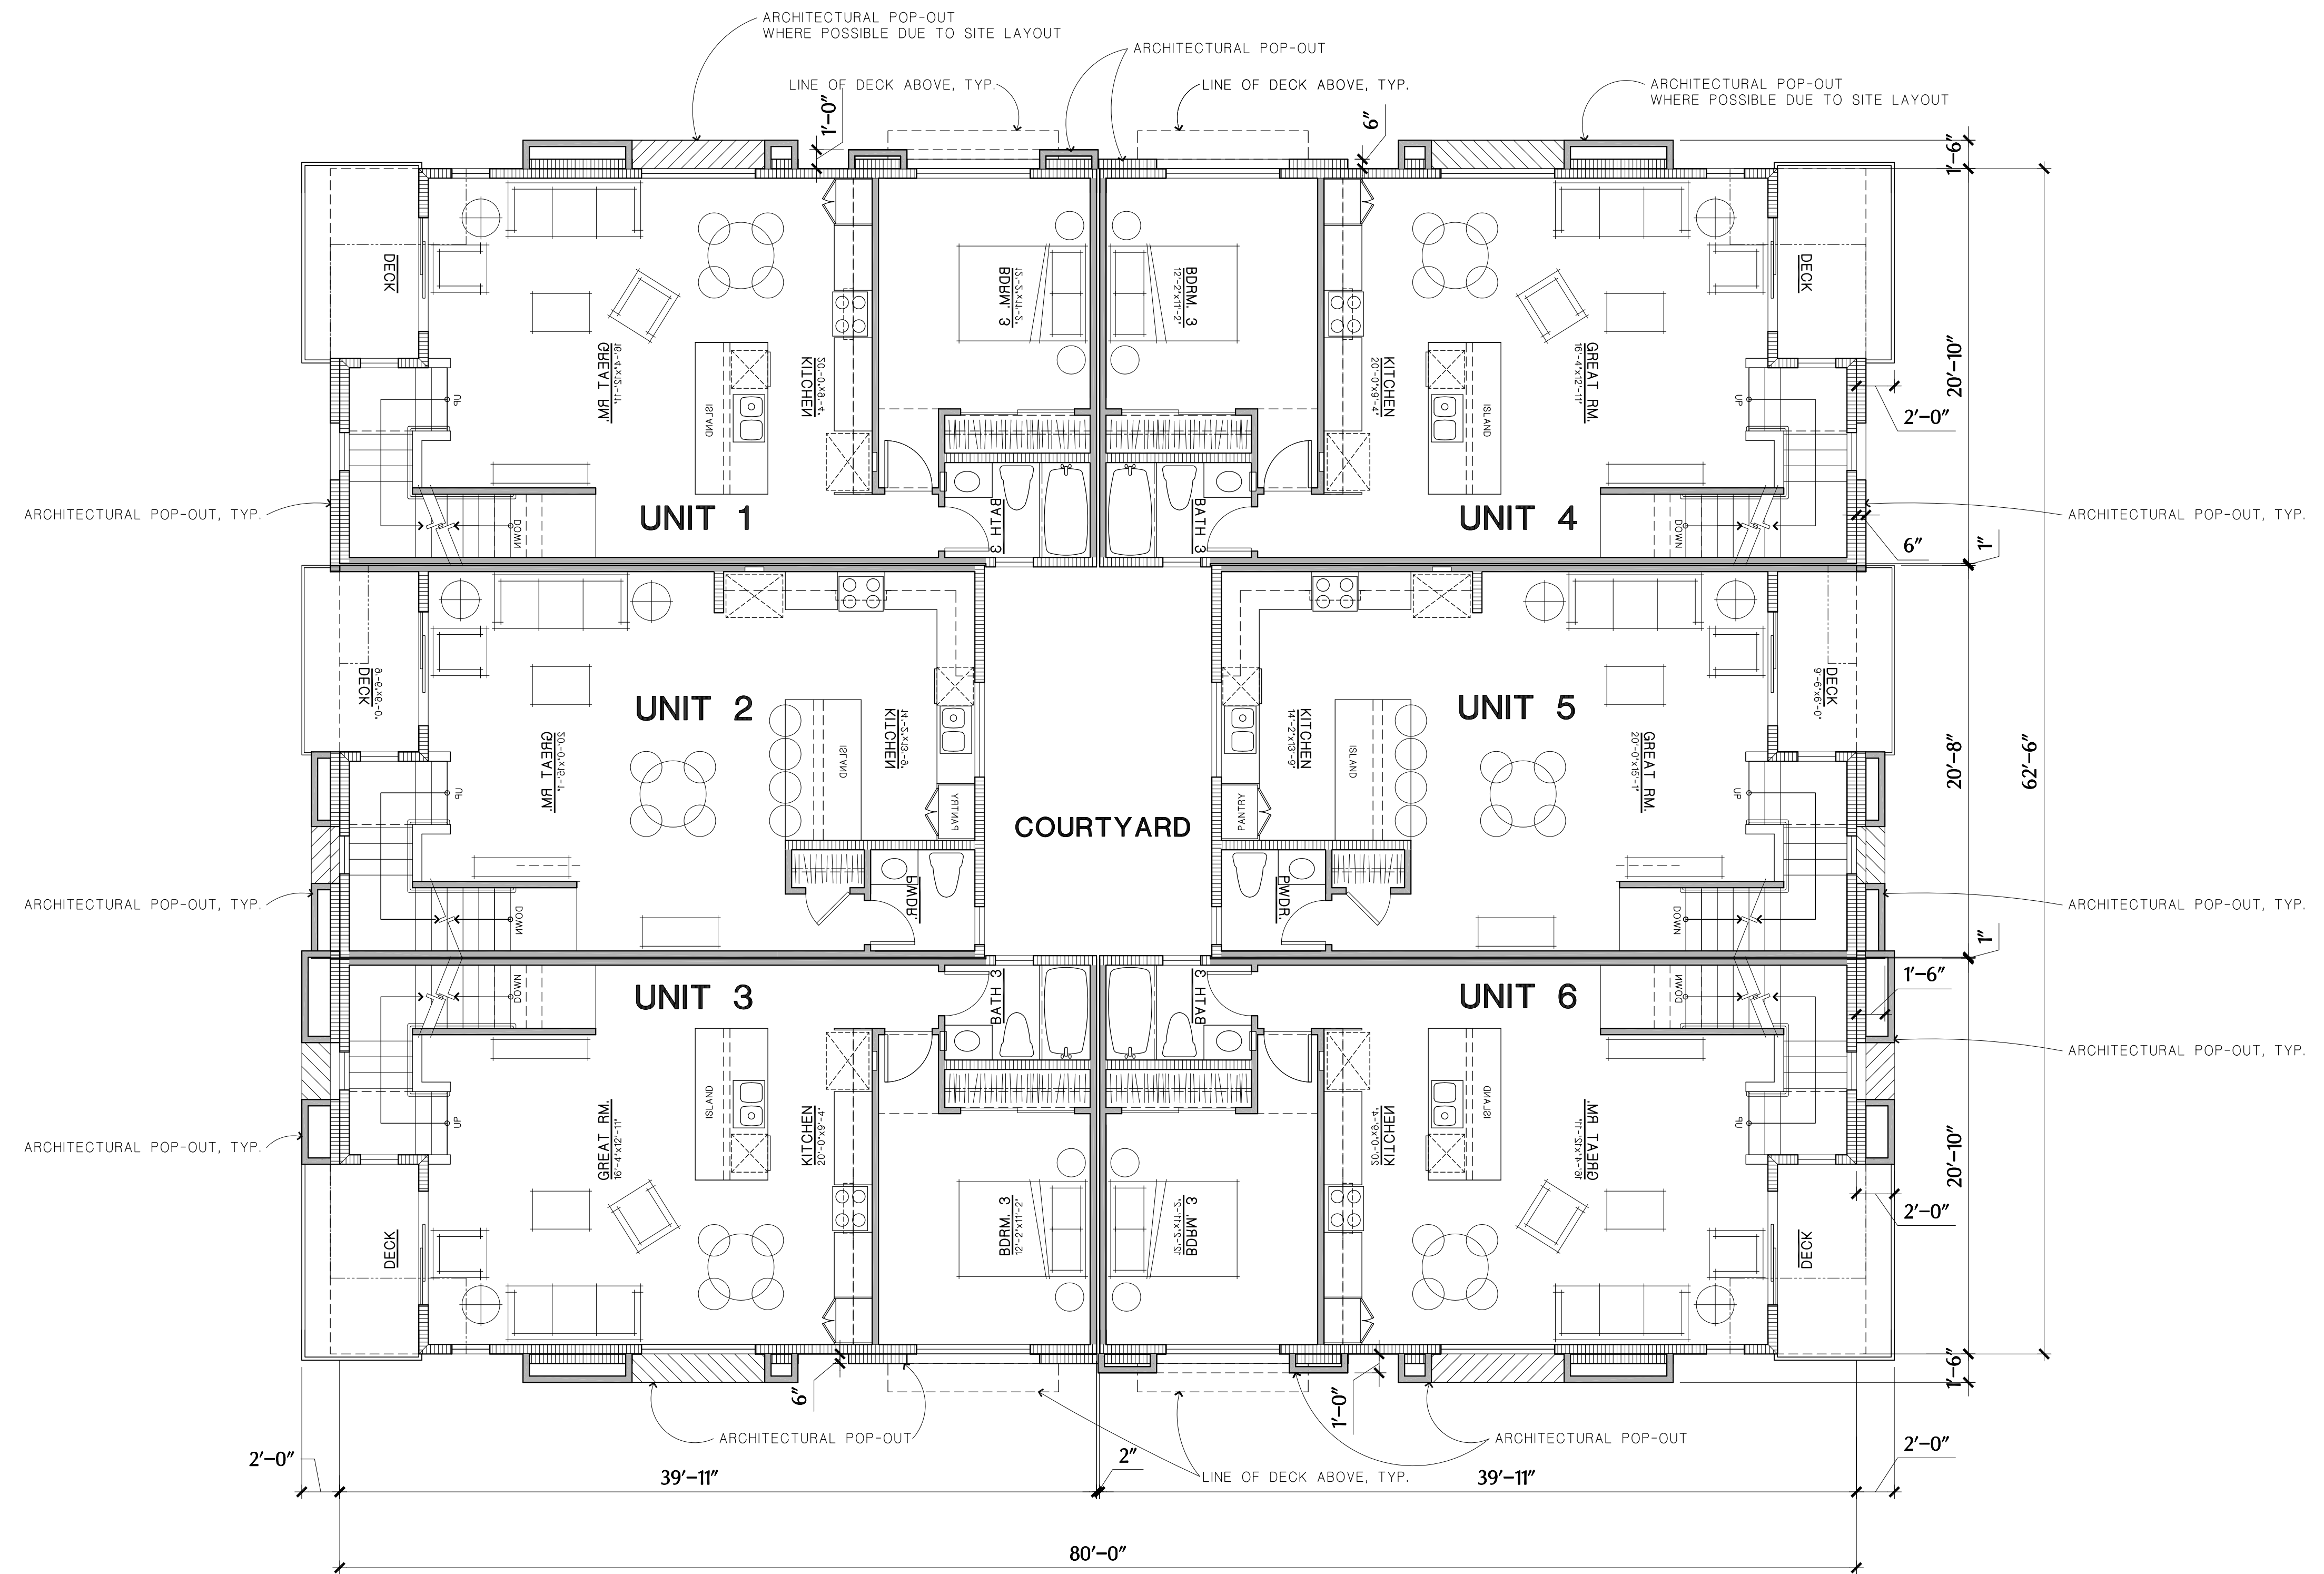 ARCHITECTURAL POP-OUT
WHERE POSSIBLE DUE TO SITE LAYOUT
ARCHITECTURAL POP-OUT
LINE OF DECK ABOVE, TYP.
LINE OF DECK ABOVE, TYP.
ARCHITECTURAL POP-OUT
WHERE POSSIBLE DUE TO SITE LAYOUT
1'-0"
6"
1'-6"
DECK
GREAT RM.
16'-4"x12'-11"
ISLAND
KITCHEN
20'-0"x9'-4"
BDRM. 3
12'-2"x11'-2"
BDRM. 3
12'-2"x11'-2"
KITCHEN
20'-0"x9'-4"
ISLAND
GREAT RM.
16'-4"x12'-11"
DECK
20'-10"
2'-0"
UP
UP
ARCHITECTURAL POP-OUT, TYP.
DOWN
UNIT 1
BATH 3
BATH 3
UNIT 4
DOWN
ARCHITECTURAL POP-OUT, TYP.
6"
1"
DECK
9'-6"x6'-0"
UNIT 2
GREAT RM.
20'-0"x15'-1"
ISLAND
KITCHEN
14'-2"x13'-9"
PANTRY
COURTYARD
KITCHEN
14'-2"x13'-9"
PANTRY
ISLAND
UNIT 5
GREAT RM.
20'-0"x15'-1"
DECK
9'-6"x6'-0"
20'-8"
62'-6"
UP
UP
ARCHITECTURAL POP-OUT, TYP.
DOWN
PWDR.
PWDR.
DOWN
ARCHITECTURAL POP-OUT, TYP.
1"
1'-6"
DOWN
UNIT 3
BATH 3
BATH 3
UNIT 6
DOWN
ARCHITECTURAL POP-OUT, TYP.
UP
UP
ARCHITECTURAL POP-OUT, TYP.
GREAT RM.
16'-4"x12'-11"
ISLAND
KITCHEN
20'-0"x9'-4"
BDRM. 3
12'-2"x11'-2"
BDRM. 3
12'-2"x11'-2"
KITCHEN
20'-0"x9'-4"
ISLAND
GREAT RM.
16'-4"x12'-11"
20'-10"
2'-0"
DECK
DECK
1'-6"
6"
1'-0"
ARCHITECTURAL POP-OUT
ARCHITECTURAL POP-OUT
2'-0"
39'-11"
2"
LINE OF DECK ABOVE, TYP.
39'-11"
2'-0"
80'-0"